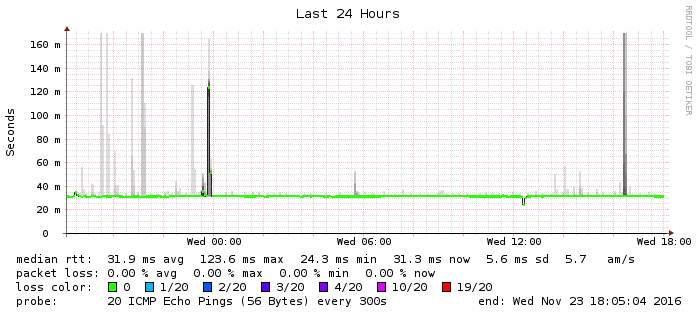 Last 24 Hours
RRDTOOL / TOBI OETIKER
Seconds
160 m
140 m
120 m
100 m
80 m
60 m
40 m
20 m
0
Wed 00:00 Wed 06:00 Wed 12:00 Wed 18:00
median rtt: 31.9 ms avg 123.6 ms max 24.3 ms min 31.3 ms now 5.6 ms sd 5.7 am/s
packet loss: 0.00 % avg 0.00 % max 0.00 % min 0.00 % now
loss color: 0 1/20 2/20 3/20 4/20 10/20 19/20
probe: 20 ICMP Echo Pings (56 Bytes) every 300s end: Wed Nov 23 18:05:04 2016